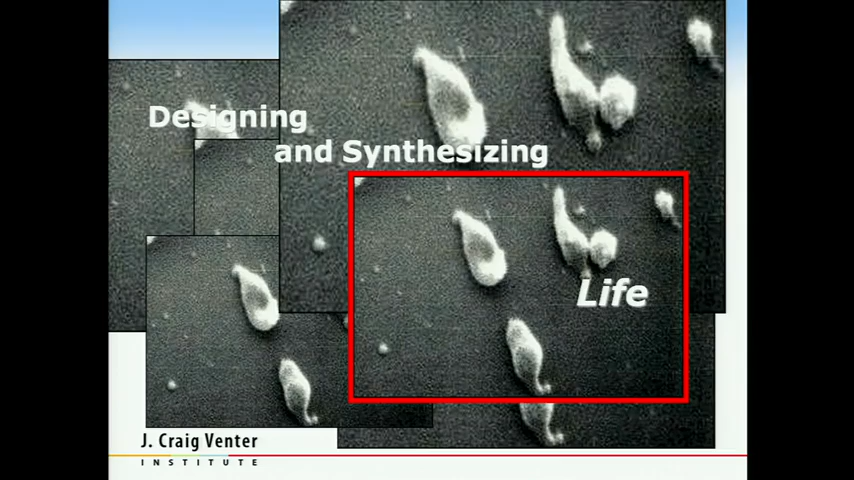 Designing
and Synthesizing
Life
J. Craig Venter
INSTITUTE